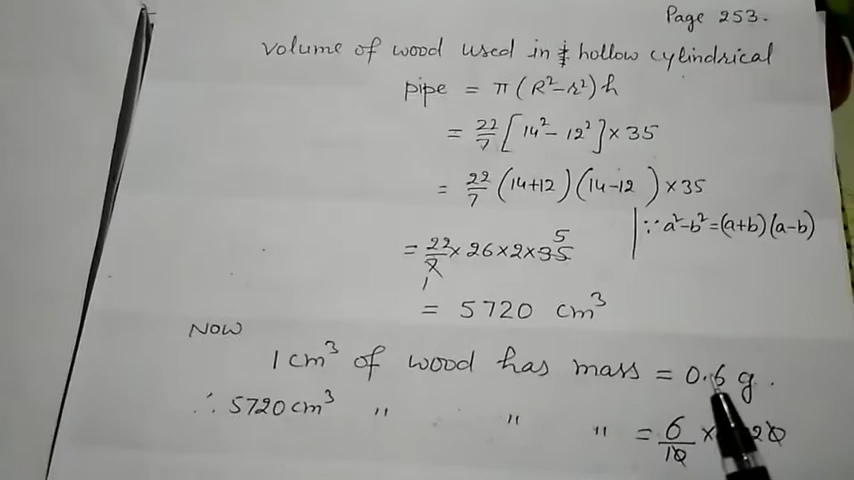 Page 253.
Volume of wood used in hollow cylindrical
pipe = π(R²-r²)h
= 22/7 [14² - 12²] × 35
= 22/7 (14+12) (14-12) × 35
∵ a²-b² = (a+b) (a-b)
= 22/7 × 26 × 2 × 35 5
1
= 5720 cm³
NOW
1 cm³ of wood has mass = 0.6 g.
∴ 5720 cm³ " " " = 6/10 × 20